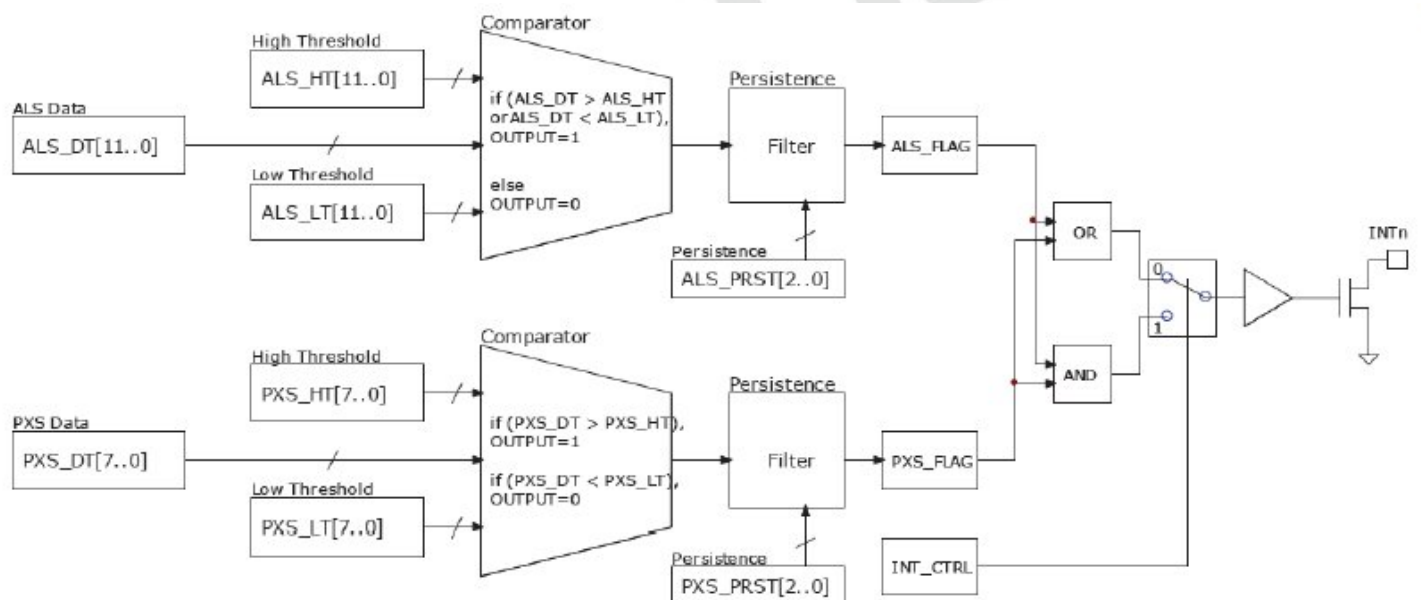 Comparator
High Threshold
ALS_HT[11..0]
ALS Data
ALS_DT[11..0]
Low Threshold
ALS_LT[11..0]
if (ALS_DT > ALS_HT
orALS_DT < ALS_LT),
OUTPUT=1
else
OUTPUT=0
Persistence
Filter
Persistence
ALS_PRST[2..0]
ALS_FLAG
OR
0
1
INTn
AND
Comparator
High Threshold
PXS_HT[7..0]
PXS Data
PXS_DT[7..0]
Low Threshold
PXS_LT[7..0]
if (PXS_DT > PXS_HT),
OUTPUT=1
if (PXS_DT < PXS_LT),
OUTPUT=0
Persistence
Filter
Persistence
PXS_PRST[2..0]
PXS_FLAG
INT_CTRL